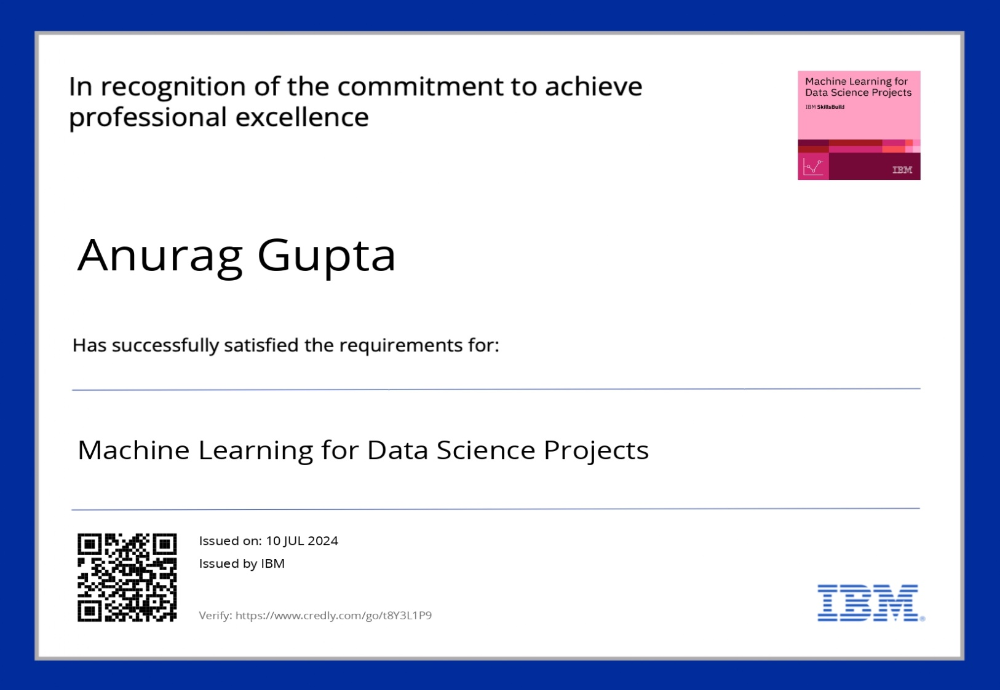 In recognition of the commitment to achieve
professional excellence
Machine Learning for
Data Science Projects
IBM SkillsBuild
IBM
Anurag Gupta
Has successfully satisfied the requirements for:
Machine Learning for Data Science Projects
Issued on: 10 JUL 2024
Issued by IBM
Verify: https://www.credly.com/go/t8Y3L1P9
IBM®